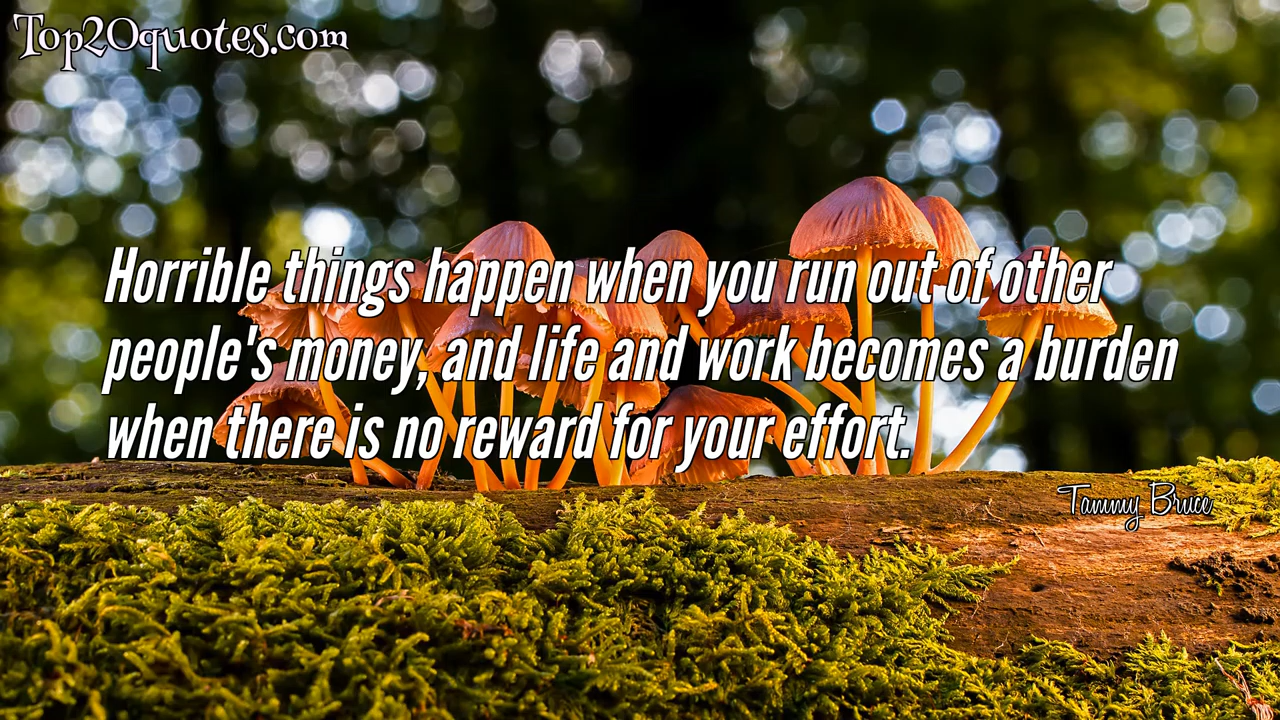 Top20quotes.com
Horrible things happen when you run out of other
people's money, and life and work becomes a burden
when there is no reward for your effort.
Tammy Bruce